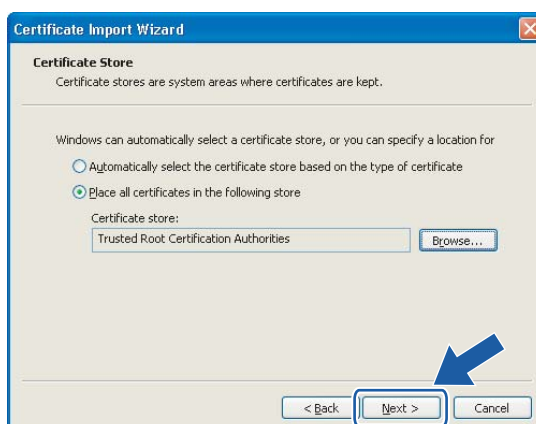 Certificate Import Wizard
Certificate Store
Certificate stores are system areas where certificates are kept.
Windows can automatically select a certificate store, or you can specify a location for
Automatically select the certificate store based on the type of certificate
Place all certificates in the following store
Certificate store:
Trusted Root Certification Authorities
Browse...
< Back
Next >
Cancel